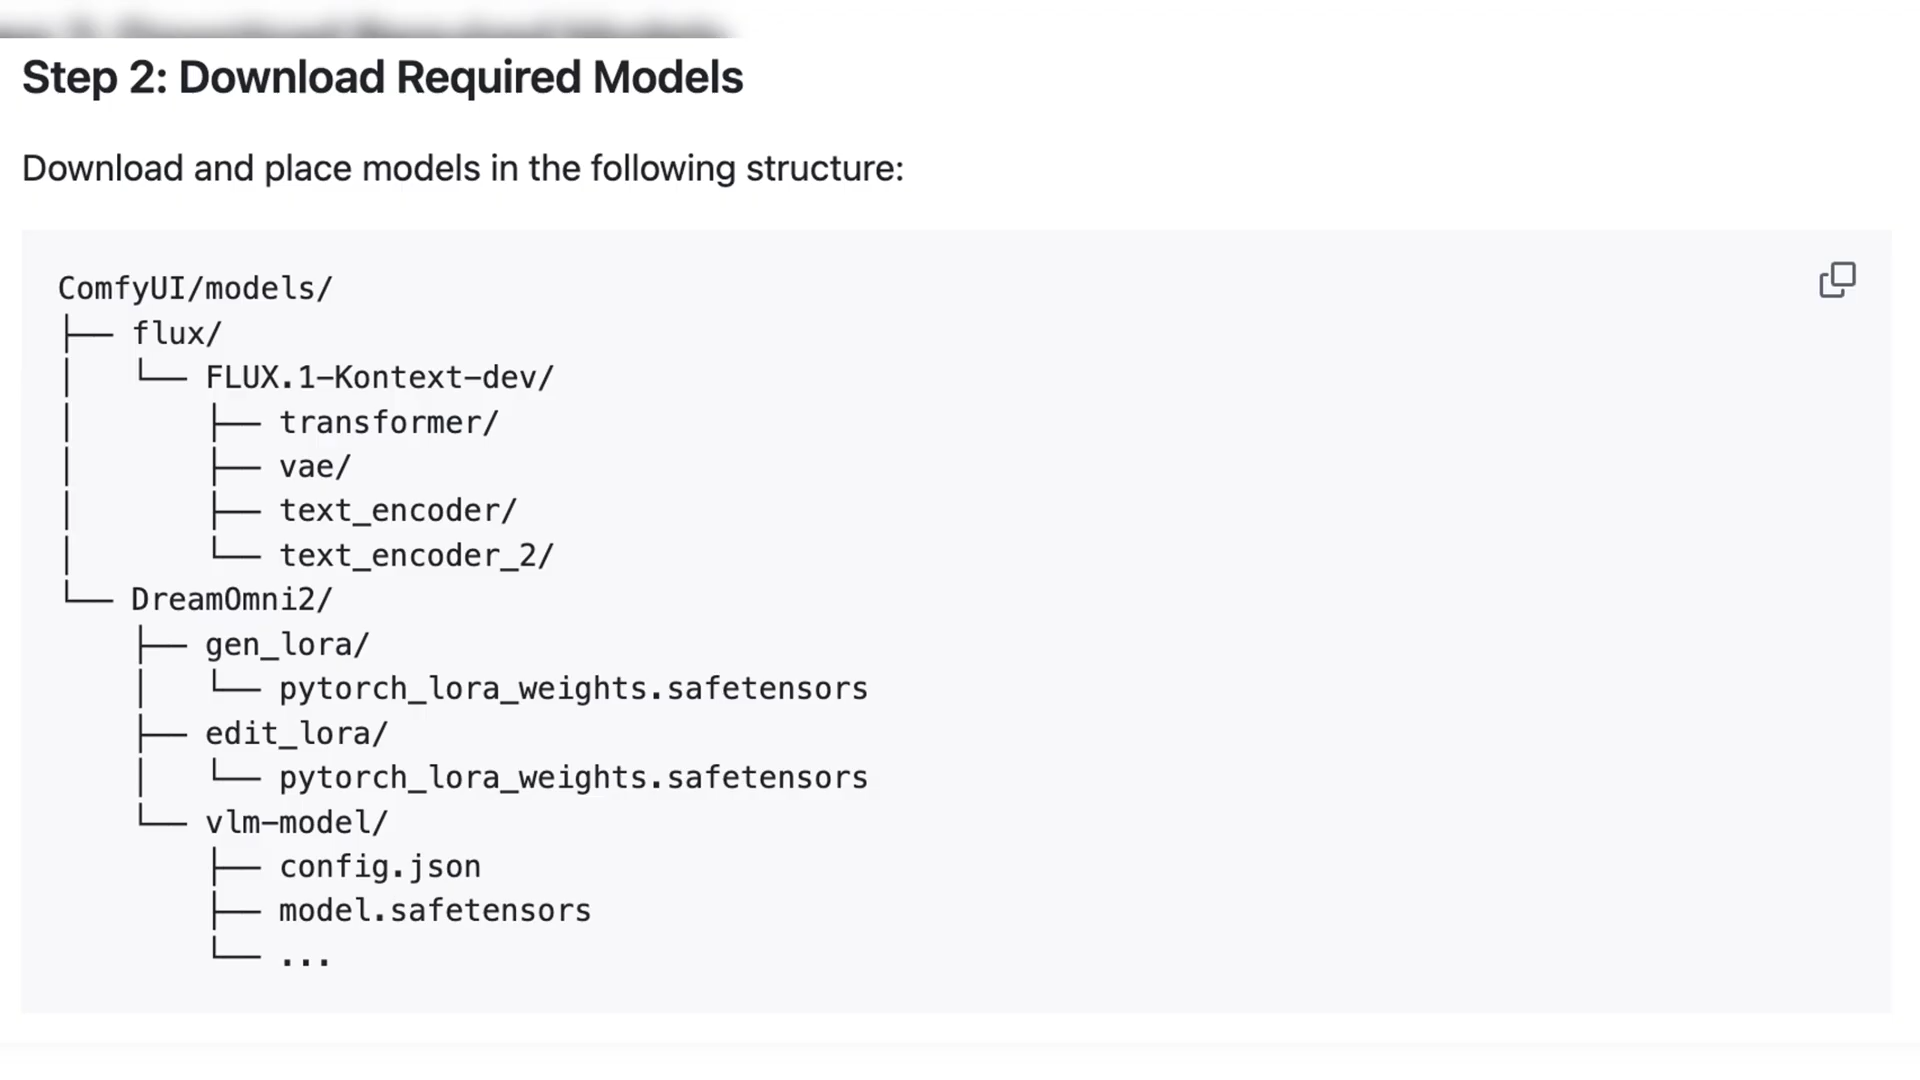 Step 2: Download Required Models
Download and place models in the following structure:
ComfyUI/models/
├── flux/
│   └── FLUX.1-Kontext-dev/
│       ├── transformer/
│       ├── vae/
│       ├── text_encoder/
│       └── text_encoder_2/
└── DreamOmni2/
    ├── gen_lora/
    │   └── pytorch_lora_weights.safetensors
    ├── edit_lora/
    │   └── pytorch_lora_weights.safetensors
    └── vlm-model/
        ├── config.json
        ├── model.safetensors
        └── ...